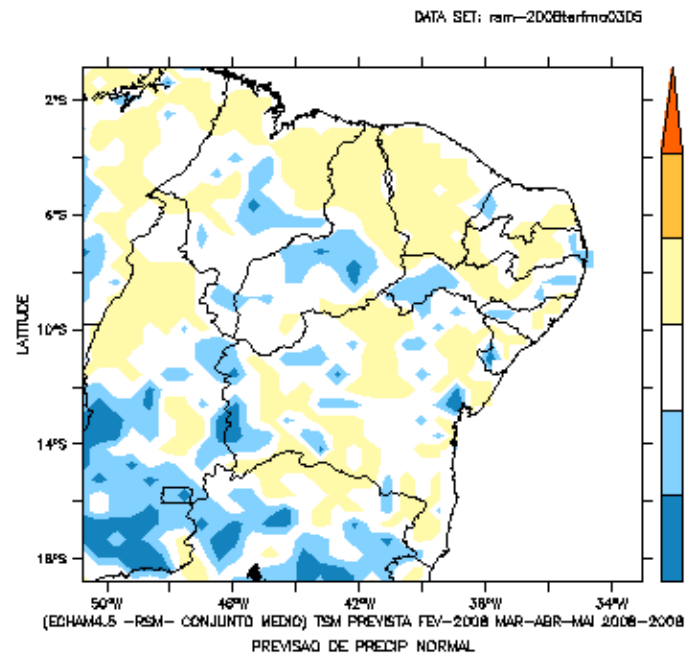 DATA SET: rsm-2008terfma0305
2°S
6°S
LATITUDE
10°S
14°S
18°S
50°W 46°W 42°W 38°W 34°W
(ECHAM4.5 -RSM- CONJUNTO MEDIO) TSM PREVISTA FEV-2008 MAR-ABR-MAI 2008-2008
PREVISAO DE PRECIP NORMAL